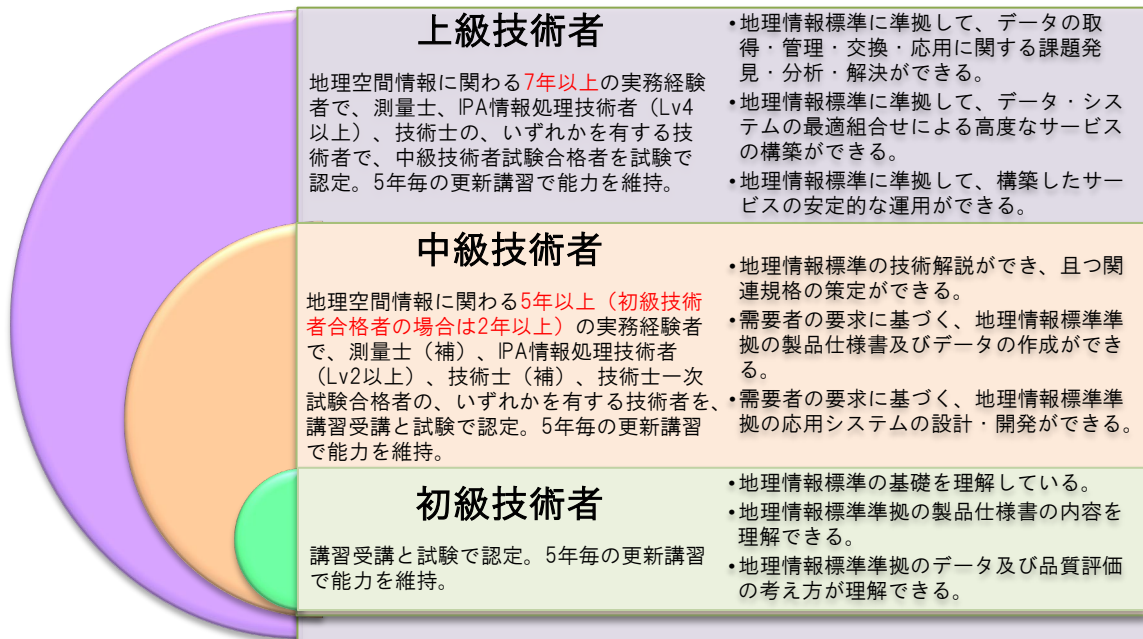 上級技術者
地理空間情報に関わる7年以上の実務経験
者で、測量士、IPA情報処理技術者（Lv4
以上）、技術士の、いずれかを有する技
術者で、中級技術者試験合格者を試験で
認定。5年毎の更新講習で能力を維持。
•地理情報標準に準拠して、データの取
得・管理・交換・応用に関する課題発
見・分析・解決ができる。
•地理情報標準に準拠して、データ・シス
テムの最適組合せによる高度なサービス
の構築ができる。
•地理情報標準に準拠して、構築したサー
ビスの安定的な運用ができる。
中級技術者
地理空間情報に関わる5年以上（初級技術
者合格者の場合は2年以上）の実務経験者
で、測量士（補）、IPA情報処理技術者
（Lv2以上）、技術士（補）、技術士一次
試験合格者の、いずれかを有する技術者を、
講習受講と試験で認定。5年毎の更新講習
で能力を維持。
•地理情報標準の技術解説ができ、且つ関
連規格の策定ができる。
•需要者の要求に基づく、地理情報標準準
拠の製品仕様書及びデータの作成ができ
る。
•需要者の要求に基づく、地理情報標準準
拠の応用システムの設計・開発ができる。
初級技術者
講習受講と試験で認定。5年毎の更新講習
で能力を維持。
•地理情報標準の基礎を理解している。
•地理情報標準準拠の製品仕様書の内容を
理解できる。
•地理情報標準準拠のデータ及び品質評価
の考え方が理解できる。